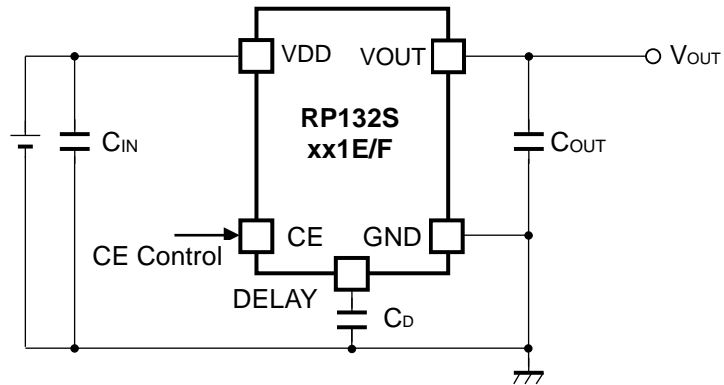 VDD
VOUT
VOUT
RP132S
xx1E/F
CIN
COUT
CE
GND
CE Control
DELAY
CD